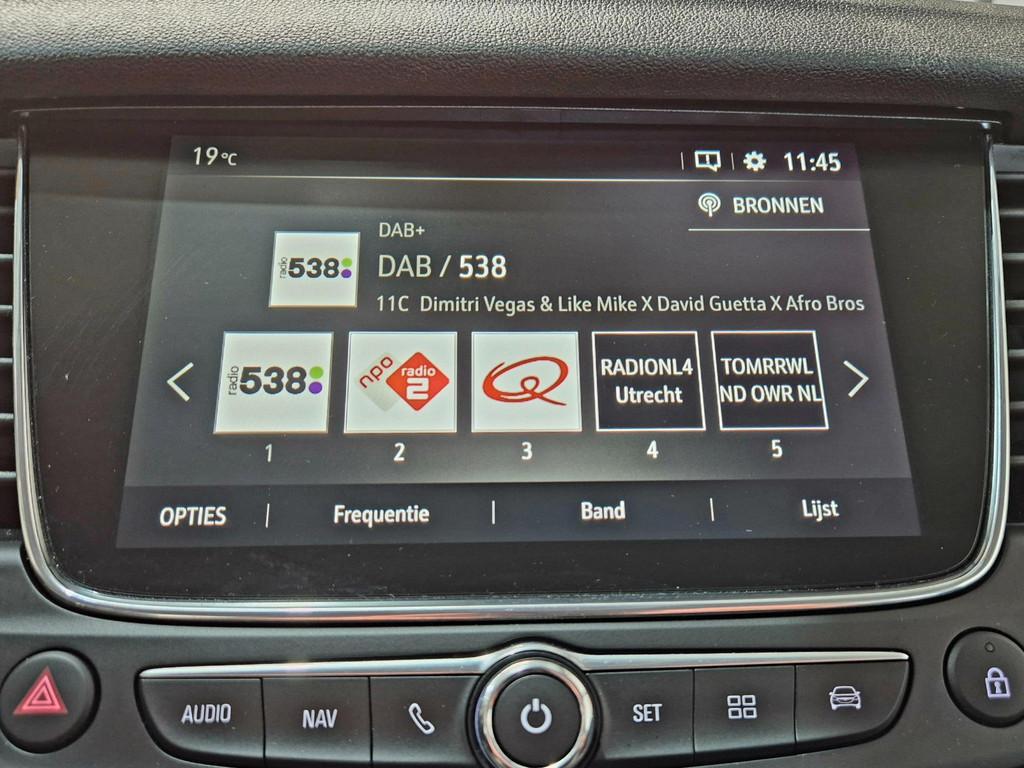 19°C 11:45
BRONNEN
DAB+
radio 538
DAB / 538
11C Dimitri Vegas & Like Mike X David Guetta X Afro Bros
radio 538
npo radio 2
RADIONL4
Utrecht
TOMRRWL
ND OWR NL
1 2 3 4 5
OPTIES | Frequentie | Band | Lijst
AUDIO NAV SET